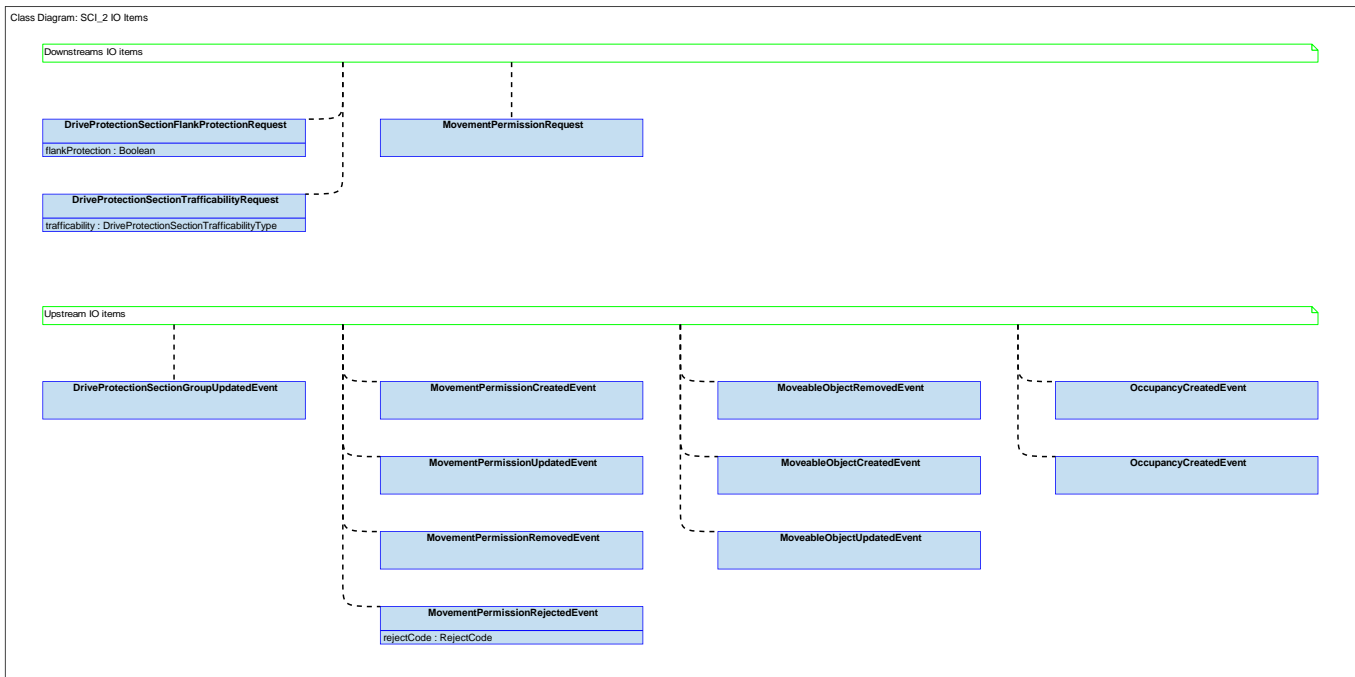 Class Diagram: SCI_2 IO Items
Downstreams IO items
DriveProtectionSectionFlankProtectionRequest
flankProtection : Boolean
MovementPermissionRequest
DriveProtectionSectionTrafficabilityRequest
trafficability : DriveProtectionSectionTrafficabilityType
Upstream IO items
DriveProtectionSectionGroupUpdatedEvent
MovementPermissionCreatedEvent
MoveableObjectRemovedEvent
OccupancyCreatedEvent
MovementPermissionUpdatedEvent
MoveableObjectCreatedEvent
OccupancyCreatedEvent
MovementPermissionRemovedEvent
MoveableObjectUpdatedEvent
MovementPermissionRejectedEvent
rejectCode : RejectCode